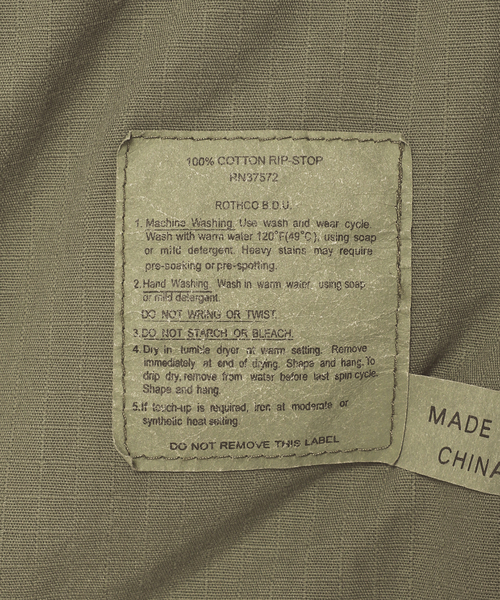 100% COTTON RIP-STOP
RN37572
ROTHCO B.D.U.
1. Machine Washing. Use wash and wear cycle.
Wash with warm water 120°F(49°C), using soap
or mild detergent. Heavy stains may require
pre-soaking or pre-spotting.
2. Hand Washing. Wash in warm water, using soap
or mild detergent.
DO NOT WRING OR TWIST.
3. DO NOT STARCH OR BLEACH.
4. Dry in tumble dryer at warm setting. Remove
immediately at end of drying. Shape and hang. To
drip dry, remove from water before last spin cycle.
Shape and hang.
5. If touch-up is required, iron at moderate or
synthetic heat setting.
DO NOT REMOVE THIS LABEL
MADE
CHINA